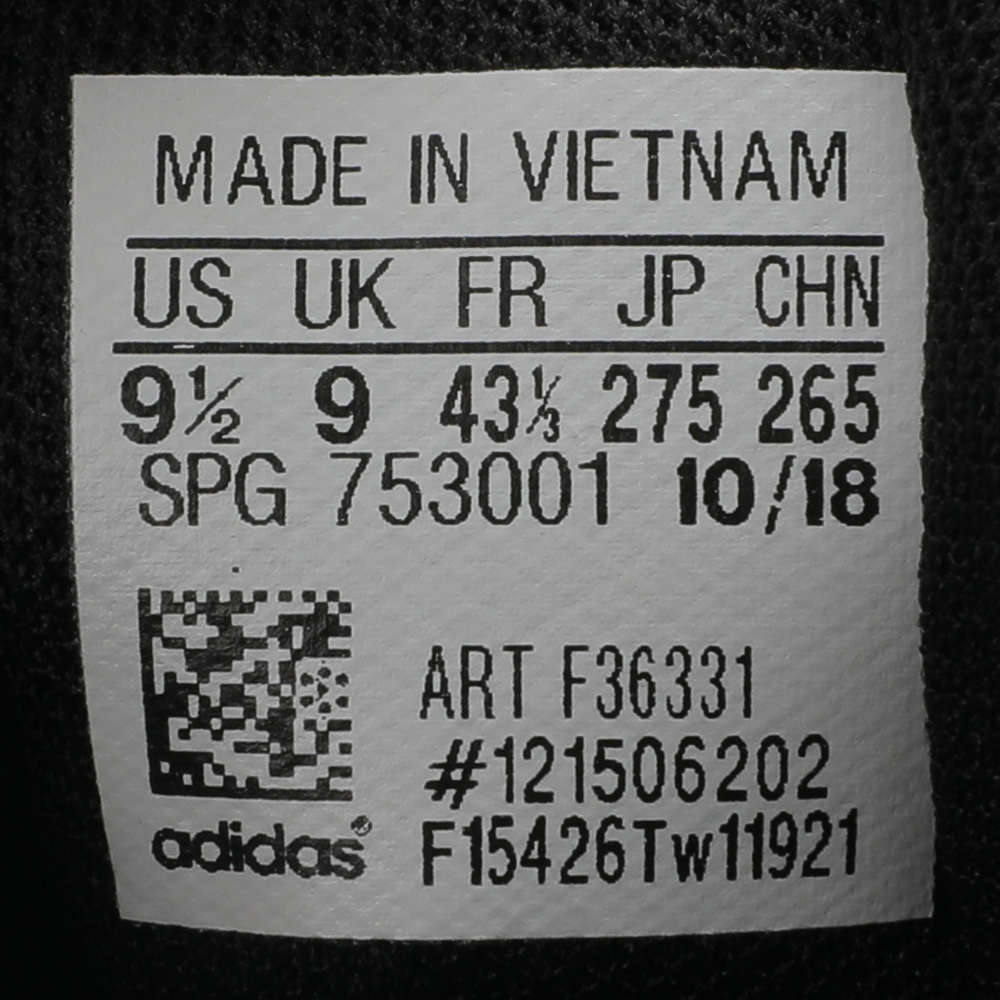 MADE IN VIETNAM
US UK FR JP CHN
9½ 9 43⅓ 275 265
SPG 753001 10/18
ART F36331
#121506202
adidas® F15426Tw11921